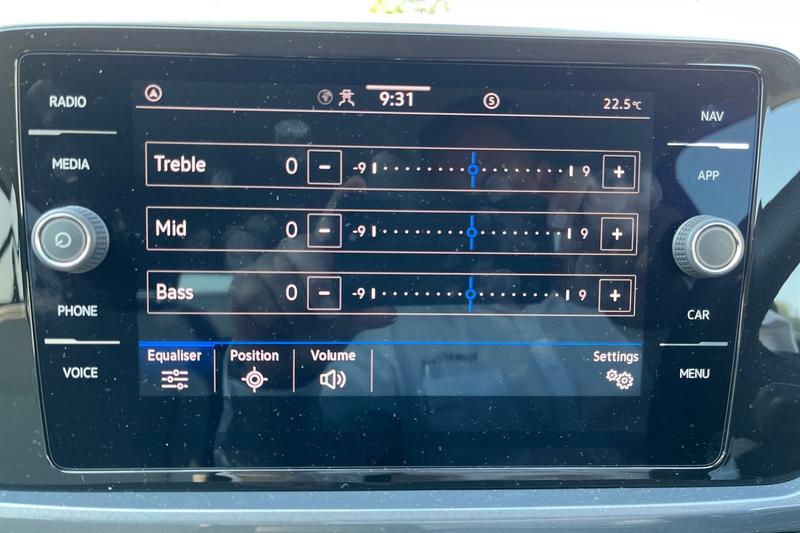 RADIO
MEDIA
PHONE
VOICE
9:31
S
22.5°C
Treble 0 - -9 9 +
Mid 0 - -9 9 +
Bass 0 - -9 9 +
Equaliser Position Volume Settings
NAV
APP
CAR
MENU